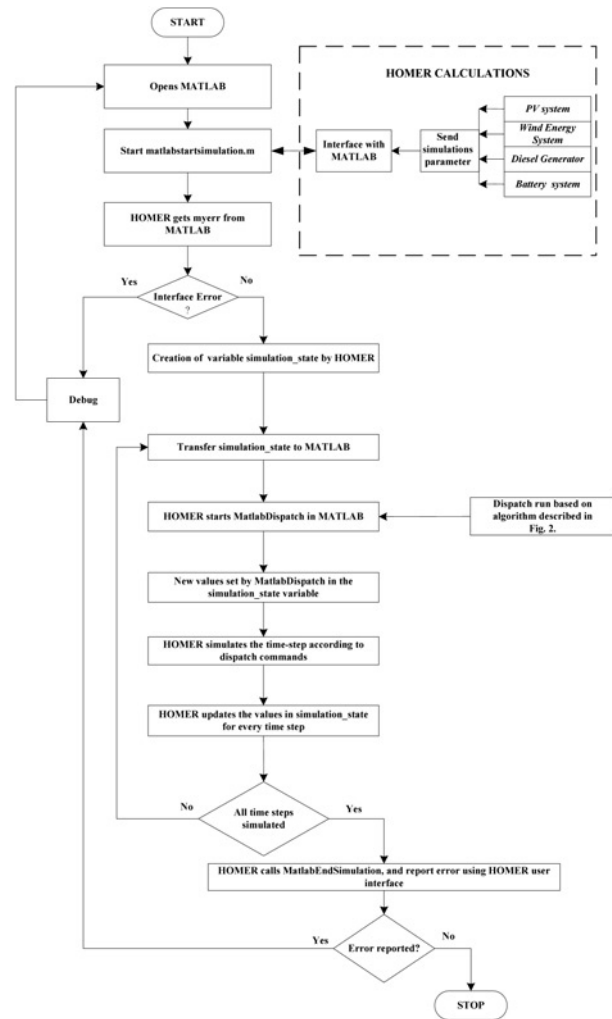 START
Opens MATLAB
Start matlabstartsimulation.m
HOMER gets myerr from
MATLAB
HOMER CALCULATIONS
Interface with
MATLAB
Send
simulations
parameter
PV system
Wind Energy
System
Diesel Generator
Battery system
Yes
No
Interface Error
?
Creation of variable simulation_state by HOMER
Debug
Transfer simulation_state to MATLAB
HOMER starts MatlabDispatch in MATLAB
Dispatch run based on
algorithm described in
Fig. 2.
New values set by MatlabDispatch in the
simulation_state variable
HOMER simulates the time-step according to
dispatch commands
HOMER updates the values in simulation_state
for every time step
No
Yes
All time steps
simulated
HOMER calls MatlabEndSimulation, and report error using HOMER user
interface
Yes
No
Error reported?
STOP